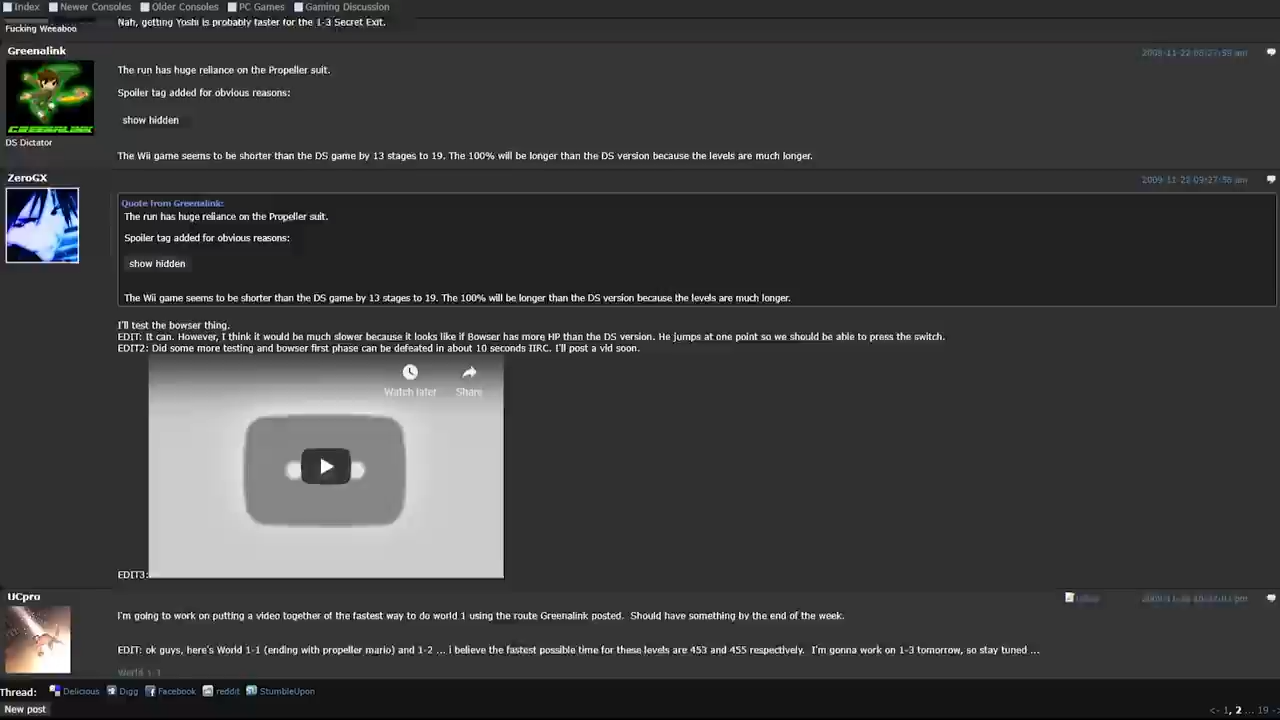 Index Newer Consoles Older Consoles PC Games Gaming Discussion
Nah, getting Yoshi is probably faster for the 1-3 Secret Exit.
Fucking Weeaboo
Greenalink
The run has huge reliance on the Propeller suit.
Spoiler tag added for obvious reasons:
show hidden
GREENALINK
DS Dictator
The Wii game seems to be shorter than the DS game by 13 stages to 19. The 100% will be longer than the DS version because the levels are much longer.
ZeroGX
Quote from Greenalink:
The run has huge reliance on the Propeller suit.
Spoiler tag added for obvious reasons:
show hidden
The Wii game seems to be shorter than the DS game by 13 stages to 19. The 100% will be longer than the DS version because the levels are much longer.
I'll test the bowser thing.
EDIT: It can. However, I think it would be much slower because it looks like if Bowser has more HP than the DS version. He jumps at one point so we should be able to press the switch.
EDIT2: Did some more testing and bowser first phase can be defeated in about 10 seconds IIRC. I'll post a vid soon.
Watch later Share
EDIT3:
UCpro
I'm going to work on putting a video together of the fastest way to do world 1 using the route Greenalink posted. Should have something by the end of the week.
EDIT: ok guys, here's World 1-1 (ending with propeller mario) and 1-2 ... i believe the fastest possible time for these levels are 453 and 455 respectively. I'm gonna work on 1-3 tomorrow, so stay tuned ...
World 1-1
Thread: Delicious Digg Facebook reddit StumbleUpon
New post
<- 1, 2 ... 19 ->